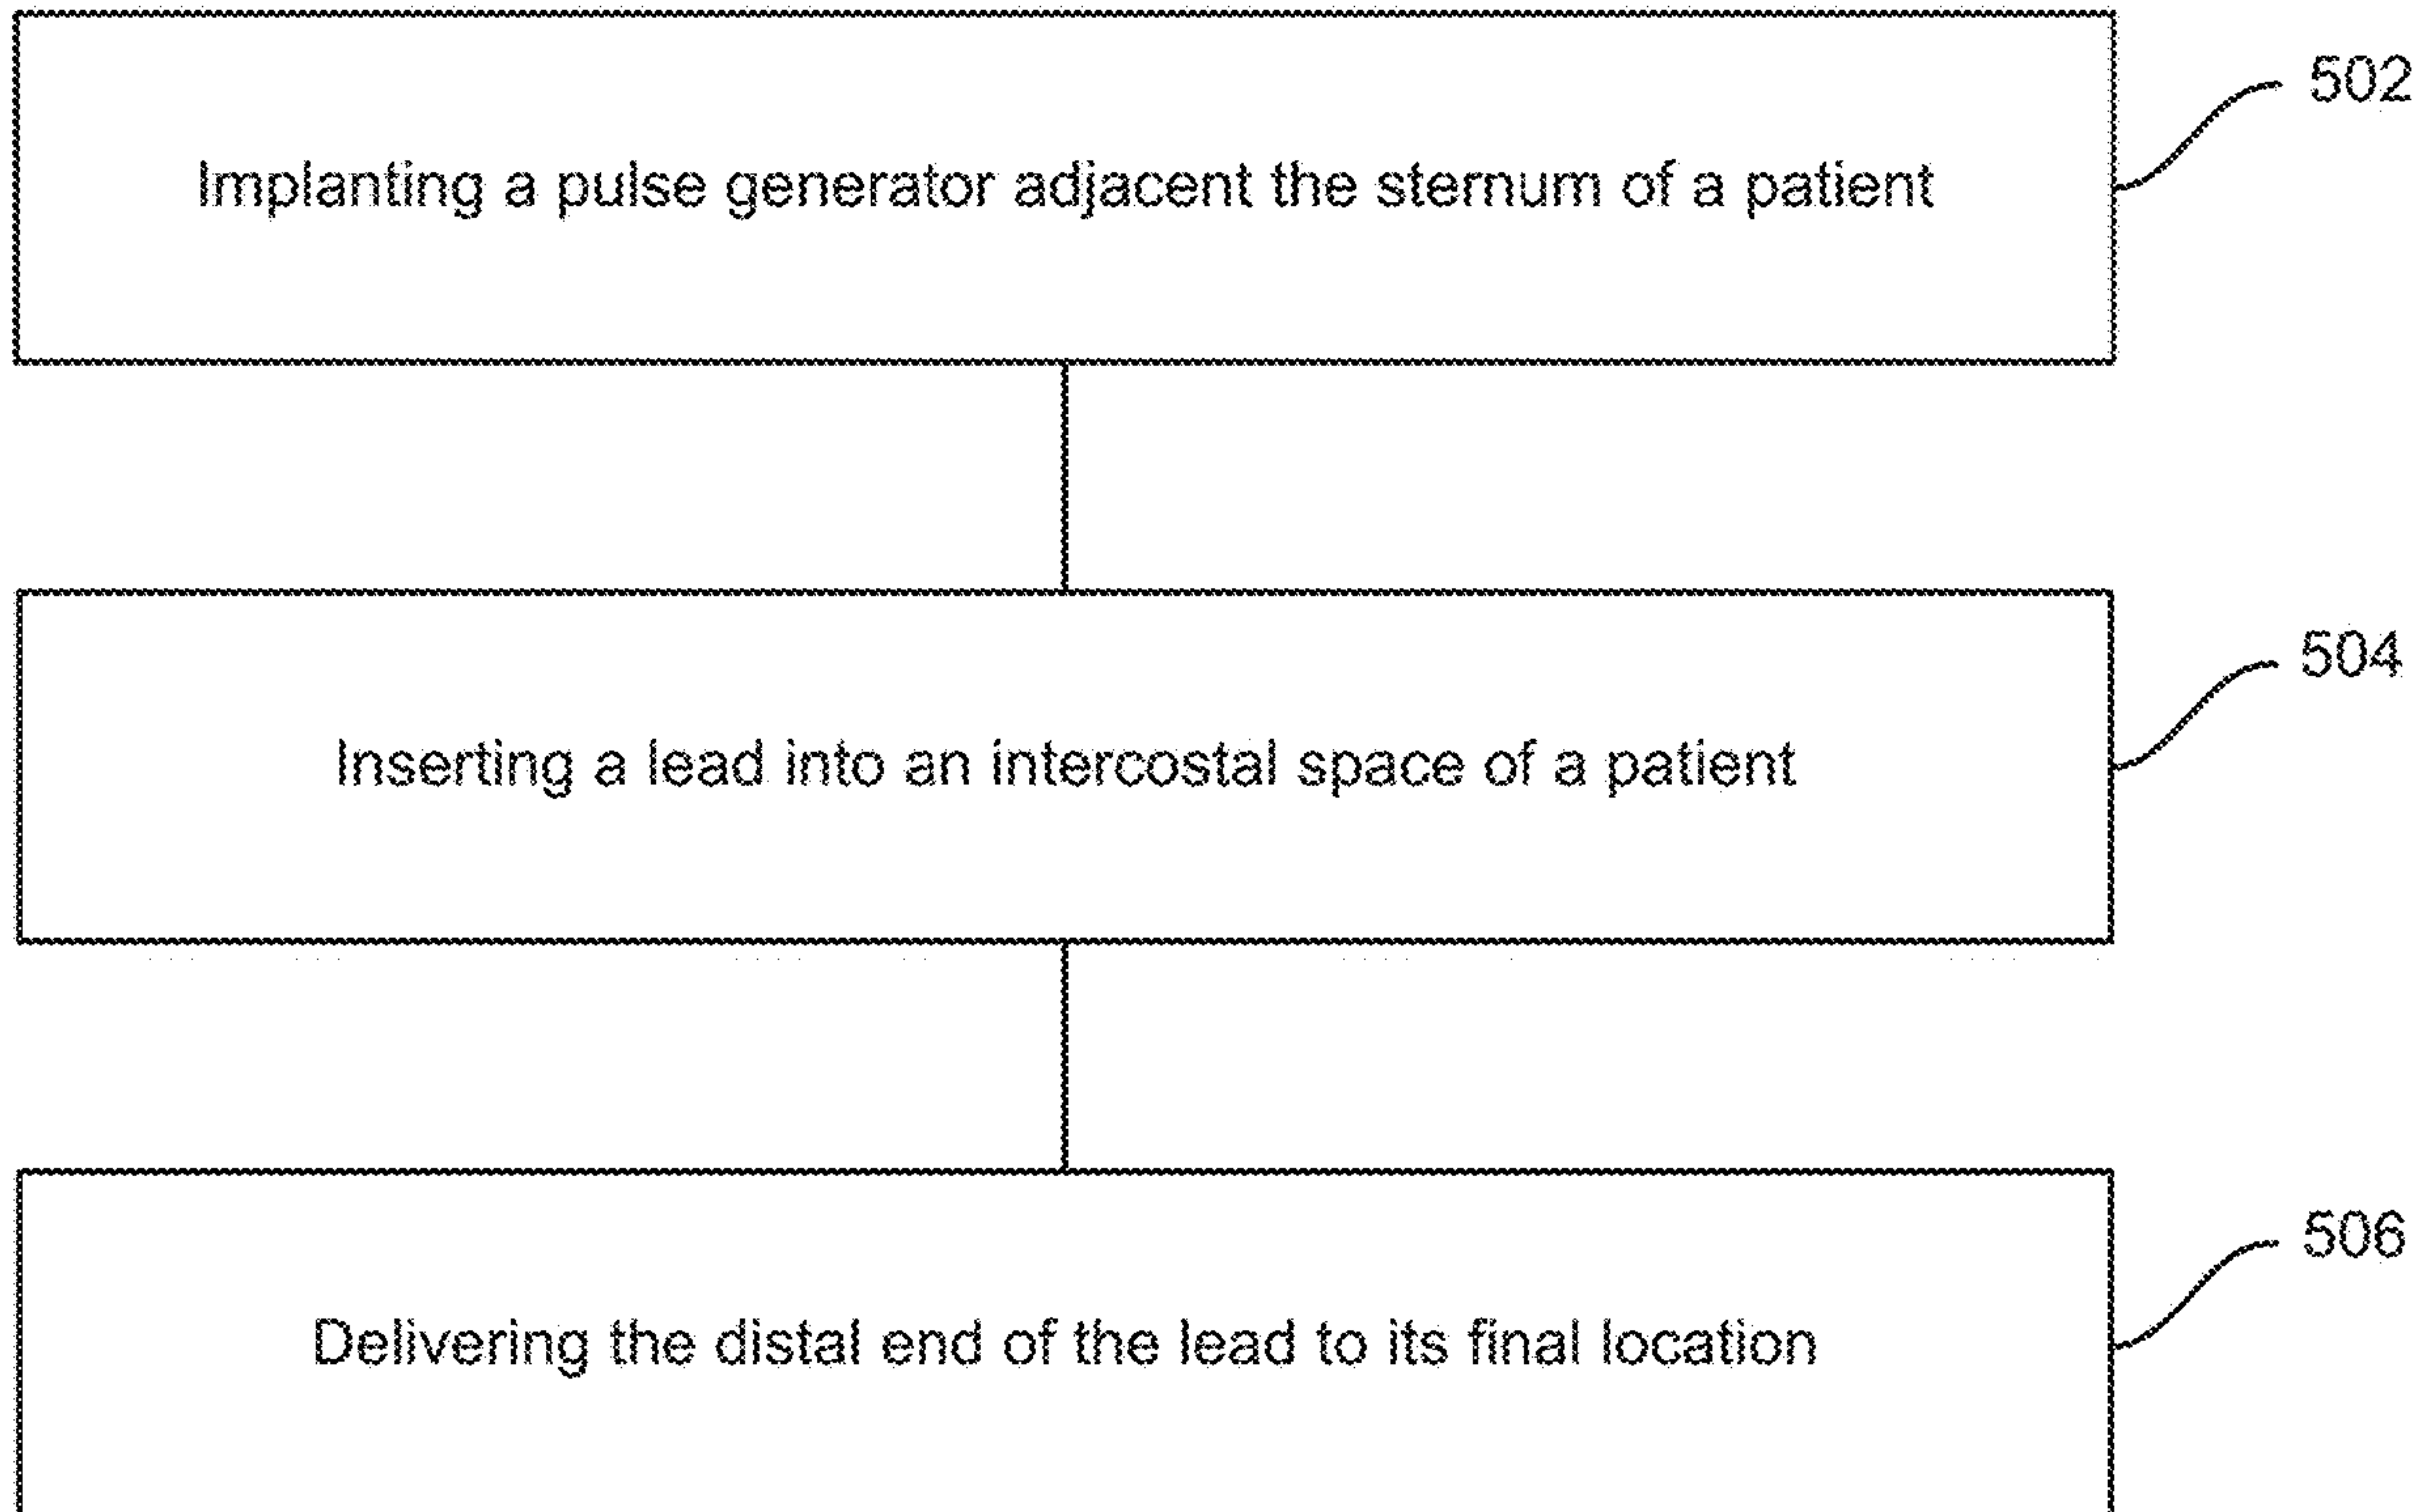 Implanting a pulse generator adjacent the sternum of a patient
502
Inserting a lead into an intercostal space of a patient
504
Delivering the distal end of the lead to its final location
506